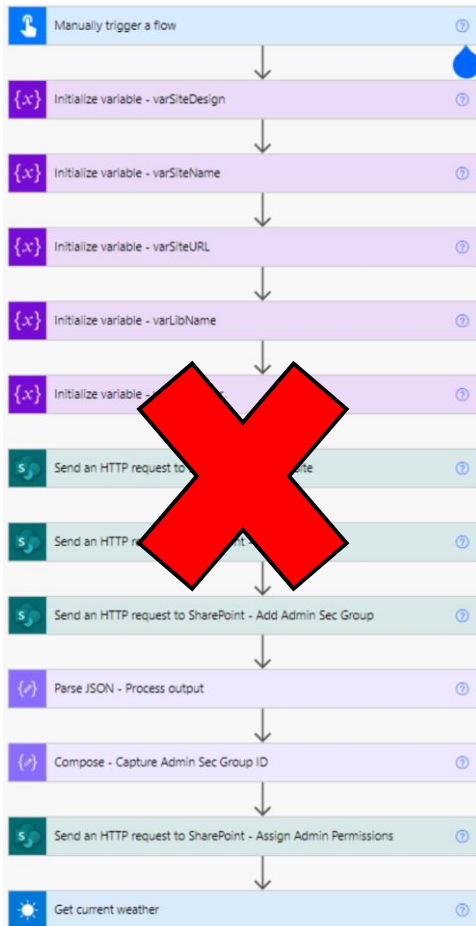 Manually trigger a flow
Initialize variable - varSiteDesign
Initialize variable - varSiteName
Initialize variable - varSiteURL
Initialize variable - varLibName
Initialize variable -
Send an HTTP request to
Send an HTTP
Send an HTTP request to SharePoint - Add Admin Sec Group
Parse JSON - Process output
Compose - Capture Admin Sec Group ID
Send an HTTP request to SharePoint - Assign Admin Permissions
Get current weather